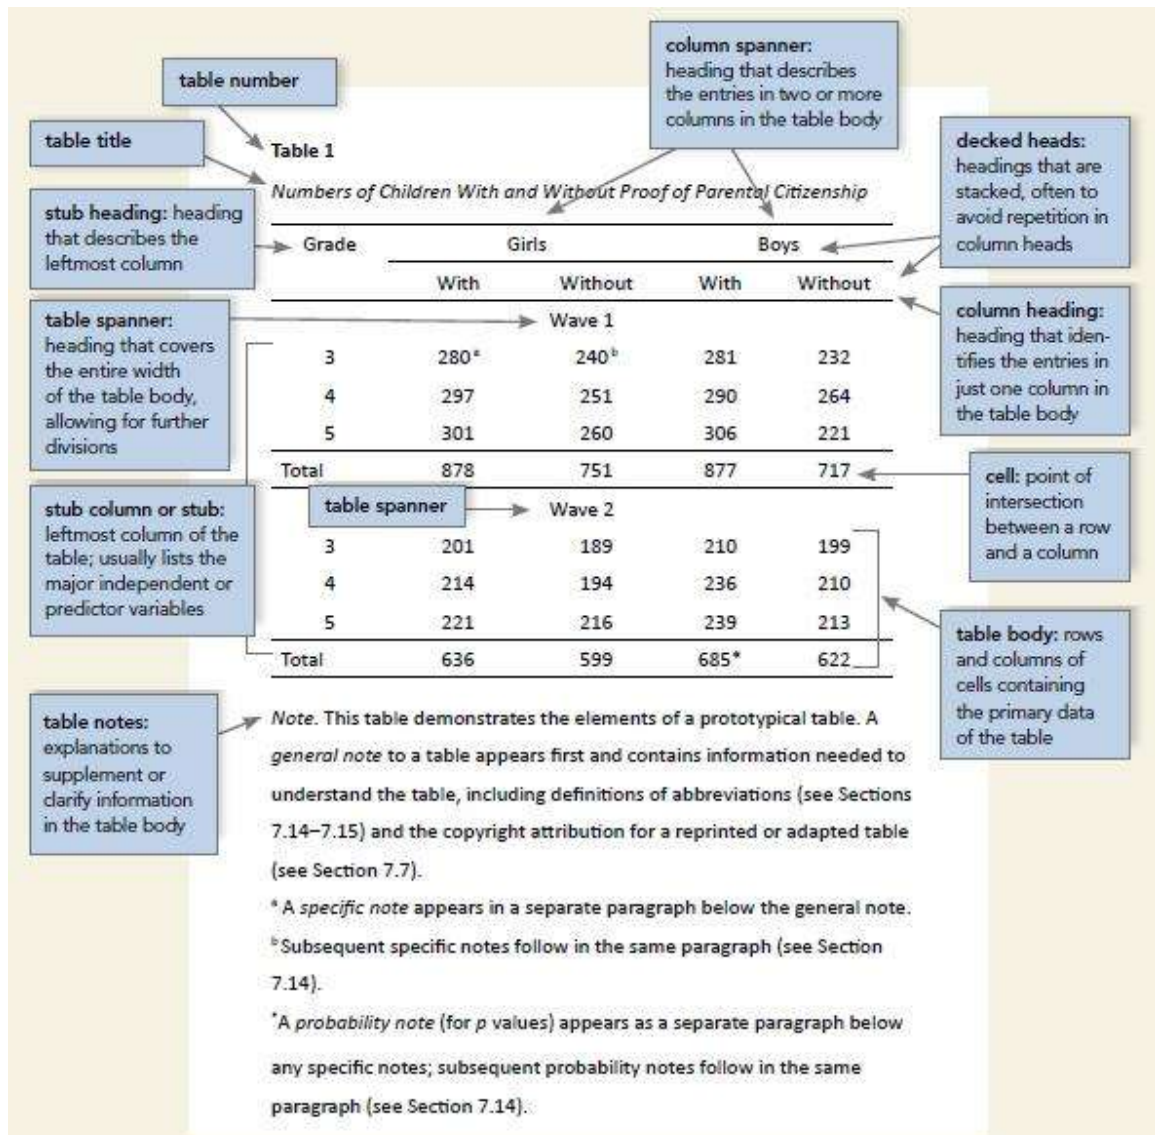 column spanner:
heading that describes
the entries in two or more
columns in the table body
table number
table title
Table 1
decked heads:
headings that are
stacked, often to
avoid repetition in
column heads
Numbers of Children With and Without Proof of Parental Citizenship
stub heading: heading
that describes the
leftmost column
Grade Girls Boys
With Without With Without
column heading:
heading that iden-
tifies the entries in
just one column in
the table body
table spanner:
heading that covers
the entire width
of the table body,
allowing for further
divisions
Wave 1
3 280ᵃ 240ᵇ 281 232
4 297 251 290 264
5 301 260 306 221
Total 878 751 877 717
cell: point of
intersection
between a row
and a column
stub column or stub:
leftmost column of the
table; usually lists the
major independent or
predictor variables
table spanner
Wave 2
3 201 189 210 199
4 214 194 236 210
5 221 216 239 213
Total 636 599 685* 622
table body: rows
and columns of
cells containing
the primary data
of the table
table notes:
explanations to
supplement or
clarify information
in the table body
Note. This table demonstrates the elements of a prototypical table. A
general note to a table appears first and contains information needed to
understand the table, including definitions of abbreviations (see Sections
7.14–7.15) and the copyright attribution for a reprinted or adapted table
(see Section 7.7).
ᵃ A specific note appears in a separate paragraph below the general note.
ᵇ Subsequent specific notes follow in the same paragraph (see Section
7.14).
*A probability note (for p values) appears as a separate paragraph below
any specific notes; subsequent probability notes follow in the same
paragraph (see Section 7.14).